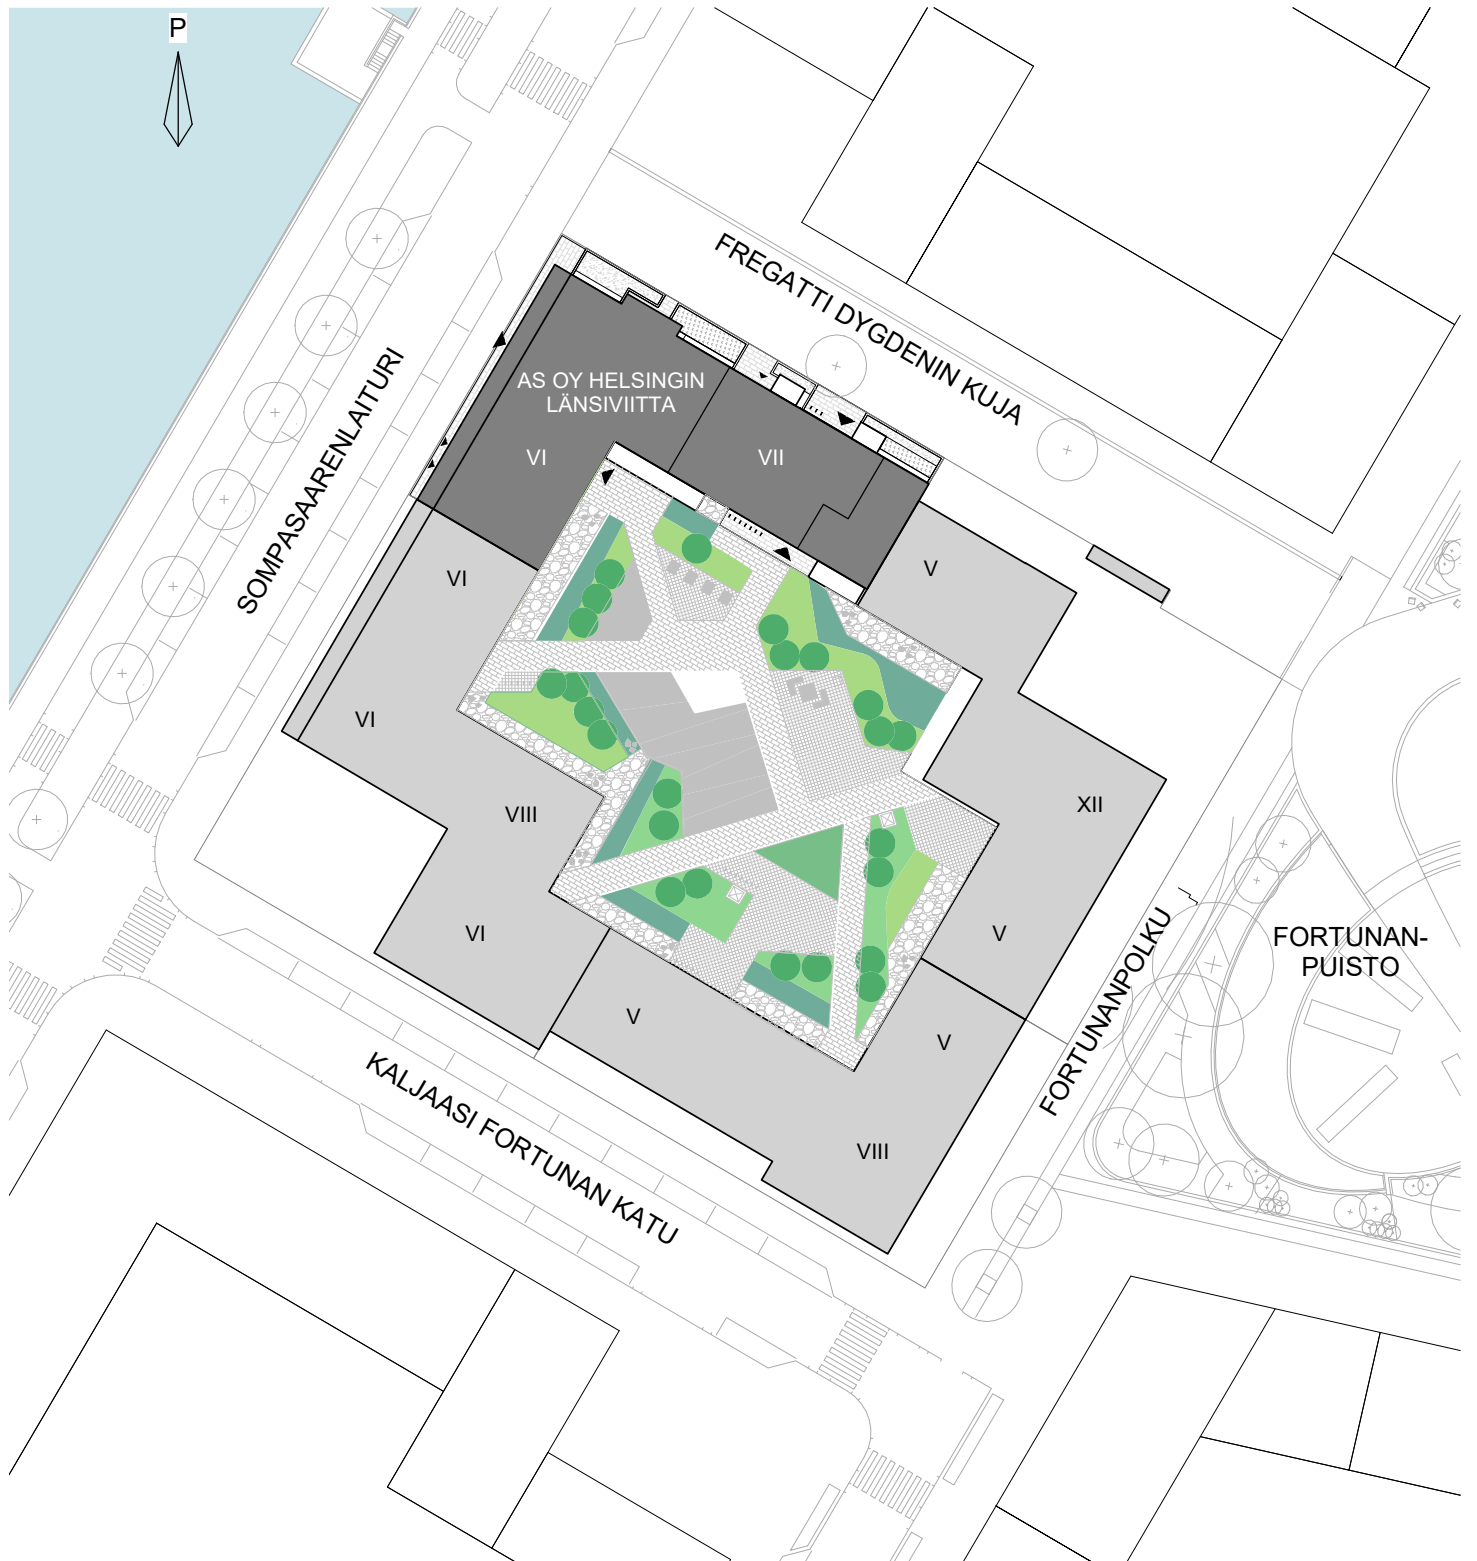 P
FREGATTI DYGDENIN KUJA
AS OY HELSINGIN
LÄNSIVIITTA
VI
VII
SOMPASAARENLAITURI
VI
V
VI
VIII
XII
VI
V
FORTUNAN-
PUISTO
V
V
FORTUNANPOLKU
KALJAASI FORTUNAN KATU
VIII